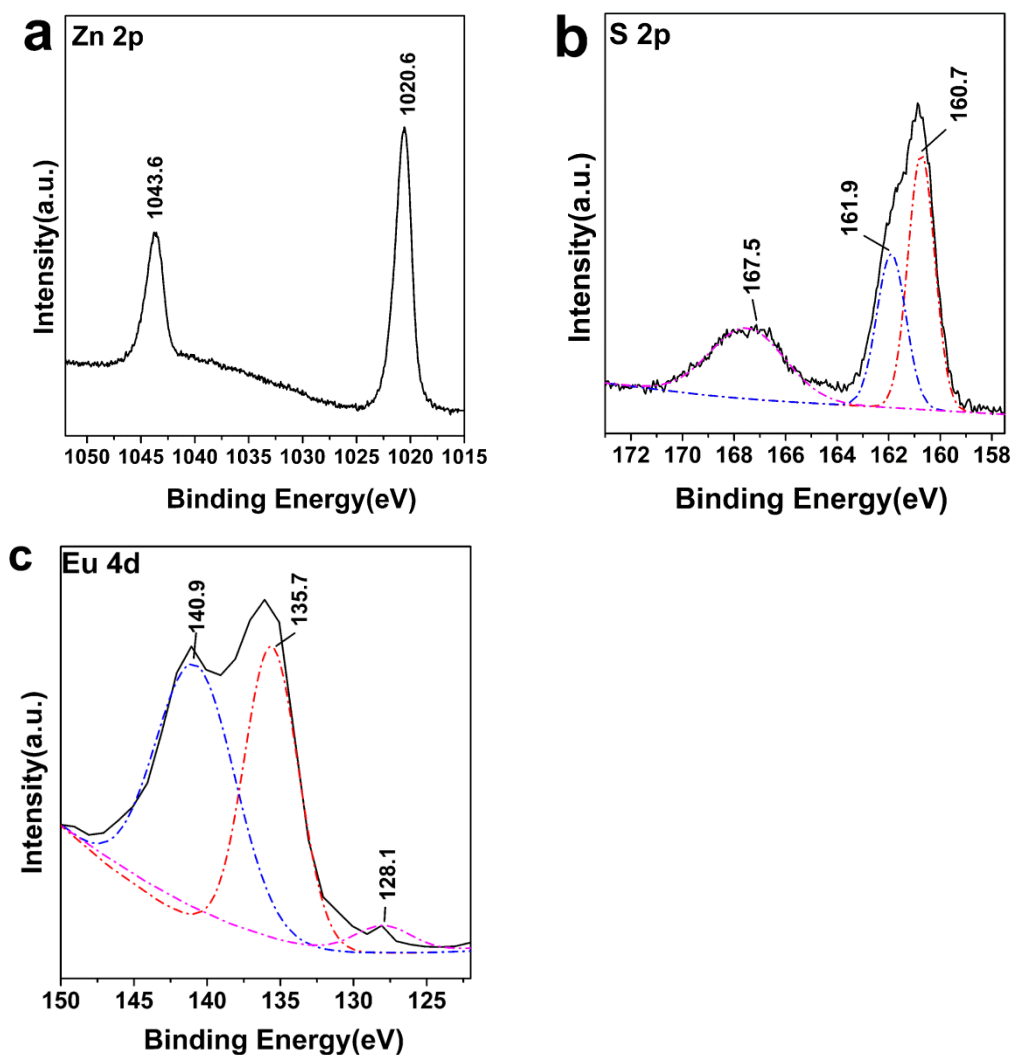 a
Zn 2p
1043.6
1020.6
Intensity(a.u.)
1050 1045 1040 1035 1030 1025 1020 1015
Binding Energy(eV)
b
S 2p
167.5
161.9
160.7
Intensity(a.u.)
172 170 168 166 164 162 160 158
Binding Energy(eV)
c
Eu 4d
140.9
135.7
128.1
Intensity(a.u.)
150 145 140 135 130 125
Binding Energy(eV)